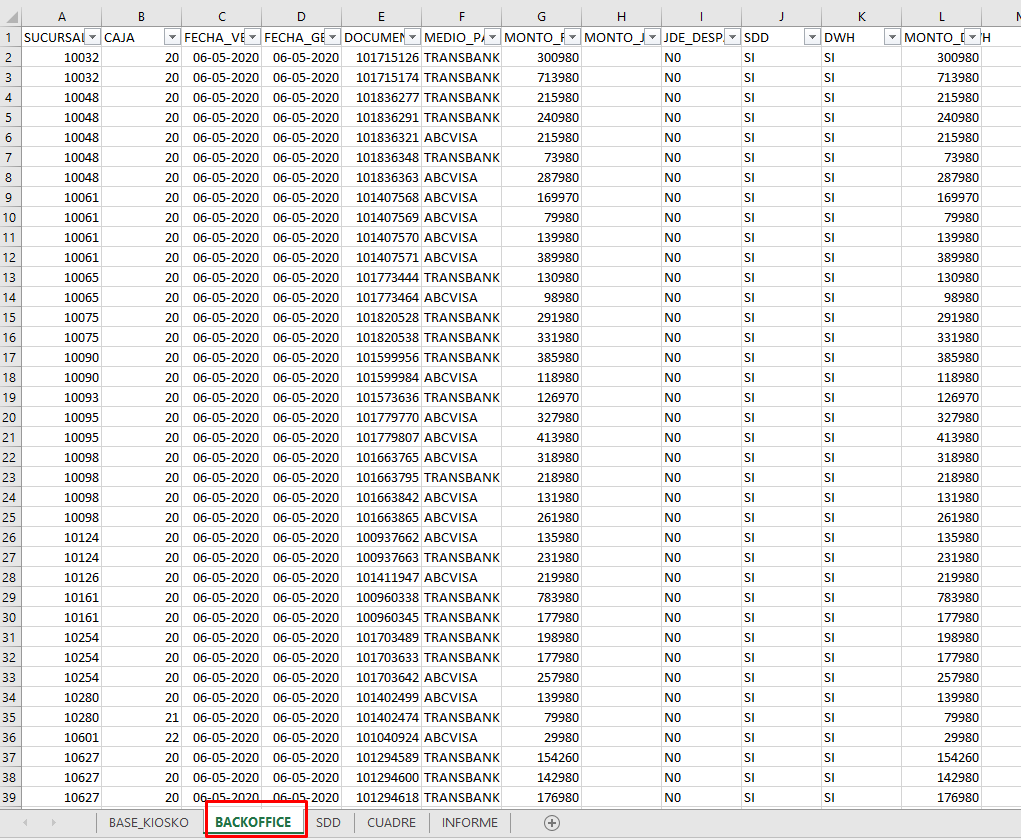 A B C D E F G H I J K L M
1 SUCURSAL CAJA FECHA_VE FECHA_GE DOCUMEN MEDIO_PA MONTO_F MONTO_J JDE_DESP. SDD DWH MONTO_D H
2 10032 20 06-05-2020 06-05-2020 101715126 TRANSBANK 300980 N0 SI SI 300980
3 10032 20 06-05-2020 06-05-2020 101715174 TRANSBANK 713980 N0 SI SI 713980
4 10048 20 06-05-2020 06-05-2020 101836277 TRANSBANK 215980 N0 SI SI 215980
5 10048 20 06-05-2020 06-05-2020 101836291 TRANSBANK 240980 N0 SI SI 240980
6 10048 20 06-05-2020 06-05-2020 101836321 ABCVISA 215980 N0 SI SI 215980
7 10048 20 06-05-2020 06-05-2020 101836348 TRANSBANK 73980 N0 SI SI 73980
8 10048 20 06-05-2020 06-05-2020 101836363 ABCVISA 287980 N0 SI SI 287980
9 10061 20 06-05-2020 06-05-2020 101407568 ABCVISA 169970 N0 SI SI 169970
10 10061 20 06-05-2020 06-05-2020 101407569 ABCVISA 79980 N0 SI SI 79980
11 10061 20 06-05-2020 06-05-2020 101407570 ABCVISA 139980 N0 SI SI 139980
12 10061 20 06-05-2020 06-05-2020 101407571 ABCVISA 389980 N0 SI SI 389980
13 10065 20 06-05-2020 06-05-2020 101773444 TRANSBANK 130980 N0 SI SI 130980
14 10065 20 06-05-2020 06-05-2020 101773464 ABCVISA 98980 N0 SI SI 98980
15 10075 20 06-05-2020 06-05-2020 101820528 TRANSBANK 291980 N0 SI SI 291980
16 10075 20 06-05-2020 06-05-2020 101820538 TRANSBANK 331980 N0 SI SI 331980
17 10090 20 06-05-2020 06-05-2020 101599956 TRANSBANK 385980 N0 SI SI 385980
18 10090 20 06-05-2020 06-05-2020 101599984 ABCVISA 118980 N0 SI SI 118980
19 10093 20 06-05-2020 06-05-2020 101573636 TRANSBANK 126970 N0 SI SI 126970
20 10095 20 06-05-2020 06-05-2020 101779770 ABCVISA 327980 N0 SI SI 327980
21 10095 20 06-05-2020 06-05-2020 101779807 ABCVISA 413980 N0 SI SI 413980
22 10098 20 06-05-2020 06-05-2020 101663765 ABCVISA 318980 N0 SI SI 318980
23 10098 20 06-05-2020 06-05-2020 101663795 TRANSBANK 218980 N0 SI SI 218980
24 10098 20 06-05-2020 06-05-2020 101663842 ABCVISA 131980 N0 SI SI 131980
25 10098 20 06-05-2020 06-05-2020 101663865 ABCVISA 261980 N0 SI SI 261980
26 10124 20 06-05-2020 06-05-2020 100937662 ABCVISA 135980 N0 SI SI 135980
27 10124 20 06-05-2020 06-05-2020 100937663 TRANSBANK 231980 N0 SI SI 231980
28 10126 20 06-05-2020 06-05-2020 101411947 ABCVISA 219980 N0 SI SI 219980
29 10161 20 06-05-2020 06-05-2020 100960338 TRANSBANK 783980 N0 SI SI 783980
30 10161 20 06-05-2020 06-05-2020 100960345 TRANSBANK 177980 N0 SI SI 177980
31 10254 20 06-05-2020 06-05-2020 101703489 TRANSBANK 198980 N0 SI SI 198980
32 10254 20 06-05-2020 06-05-2020 101703633 TRANSBANK 177980 N0 SI SI 177980
33 10254 20 06-05-2020 06-05-2020 101703642 ABCVISA 257980 N0 SI SI 257980
34 10280 20 06-05-2020 06-05-2020 101402499 ABCVISA 139980 N0 SI SI 139980
35 10280 21 06-05-2020 06-05-2020 101402474 TRANSBANK 79980 N0 SI SI 79980
36 10601 22 06-05-2020 06-05-2020 101040924 ABCVISA 29980 N0 SI SI 29980
37 10627 20 06-05-2020 06-05-2020 101294589 TRANSBANK 154260 N0 SI SI 154260
38 10627 20 06-05-2020 06-05-2020 101294600 TRANSBANK 142980 N0 SI SI 142980
39 10627 20 06-05-2020 06-05-2020 101294618 TRANSBANK 176980 N0 SI SI 176980
BASE_KIOSKO BACKOFFICE SDD CUADRE INFORME